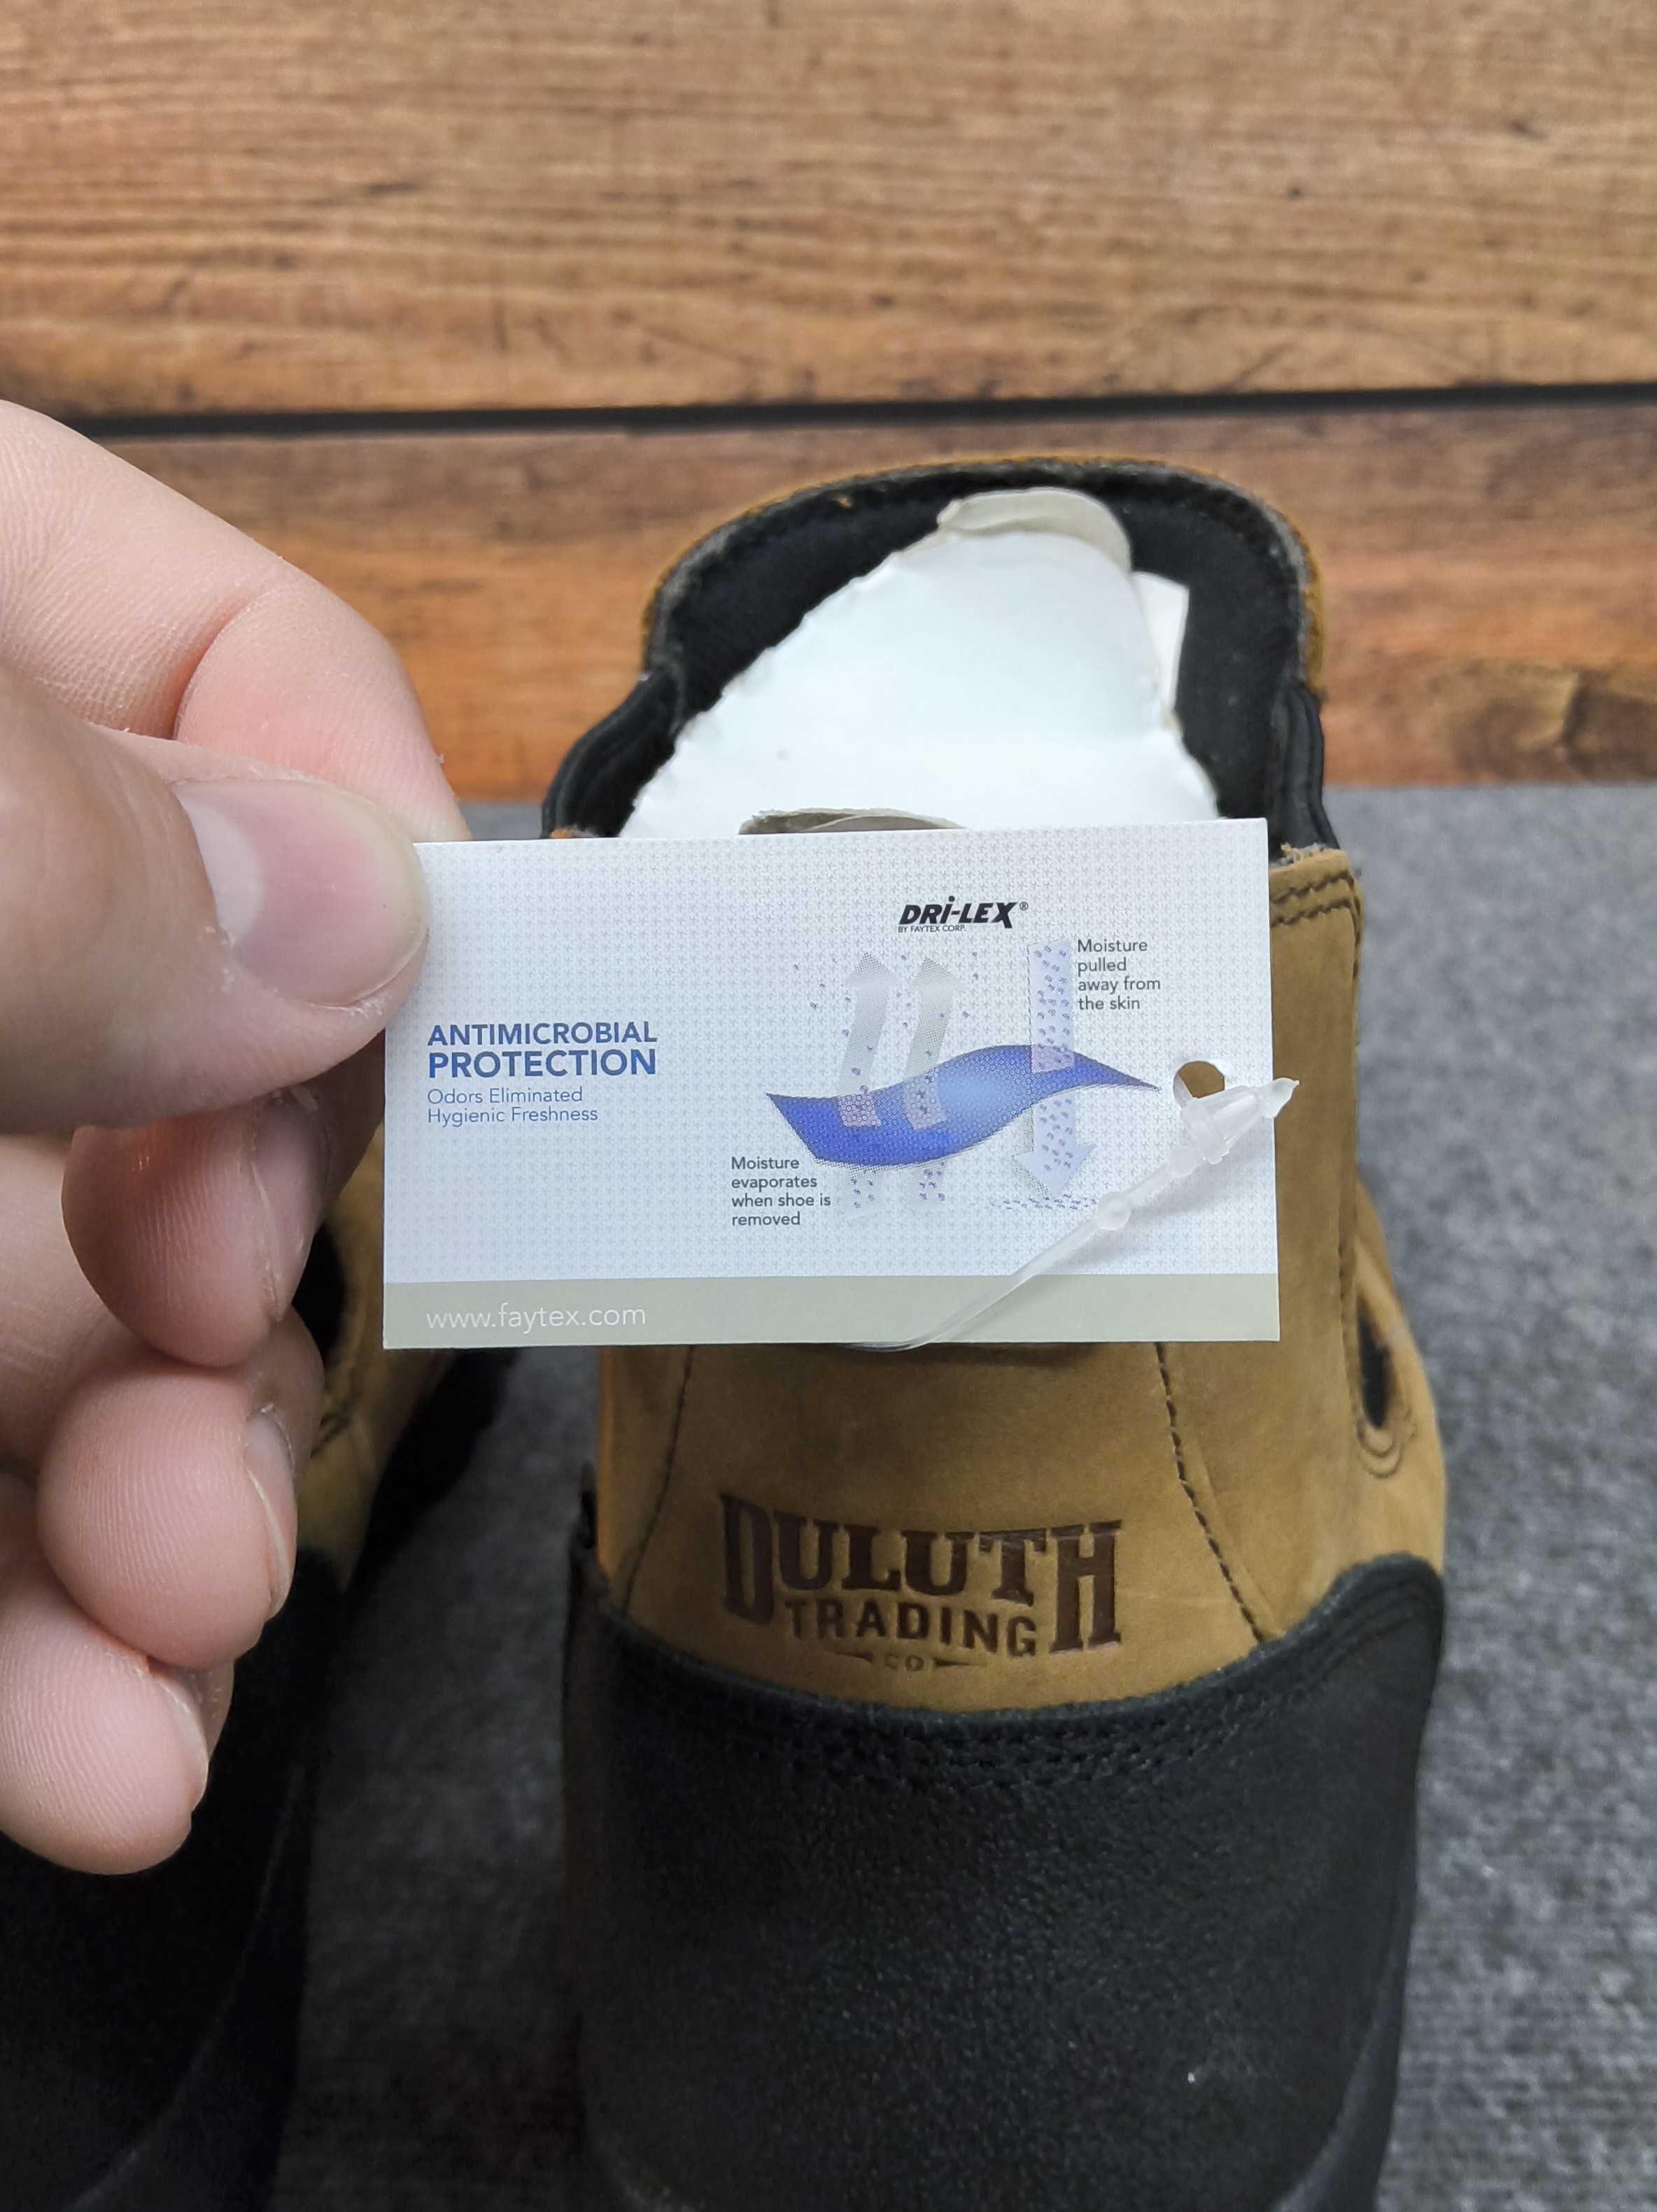 DRI-LEX®
BY FAYTEX CORP.
Moisture
pulled
away from
the skin
ANTIMICROBIAL
PROTECTION
Odors Eliminated
Hygienic Freshness
Moisture
evaporates
when shoe is
removed
www.faytex.com
DULUTH
TRADING
CO